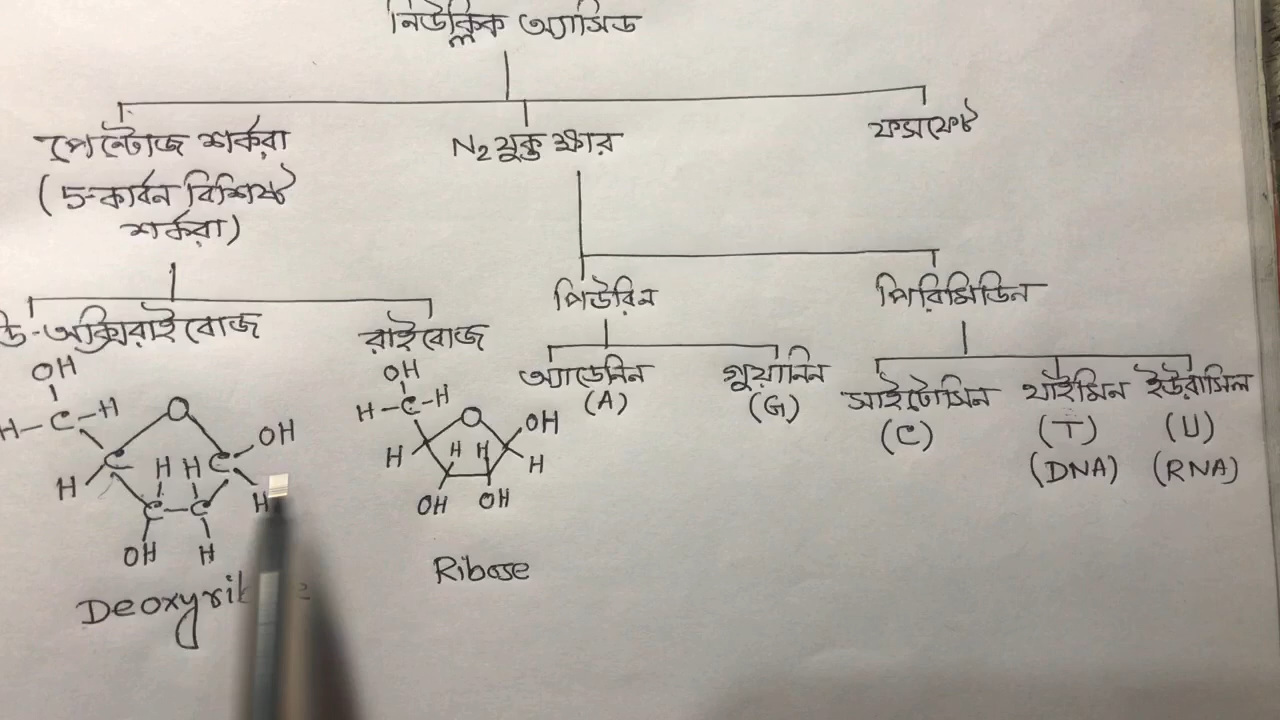 নিউক্লিক অ্যাসিড
পেন্টোজ শর্করা
(5-কার্বন বিশিষ্ট
শর্করা)
N2 যুক্ত ক্ষার
ফসফেট
ডি-অক্সিরাইবোজ
রাইবোজ
পিউরিন
পিরিমিডিন
অ্যাডেনিন
(A)
গুয়ানিন
(G)
সাইটোসিন
(C)
থাইমিন
(T)
(DNA)
ইউরাসিল
(U)
(RNA)
OH
H-C-H
O
C C OH
H H H H
C-C
OH H
OH
H-C-H
O OH
H H H H
OH OH
Ribose